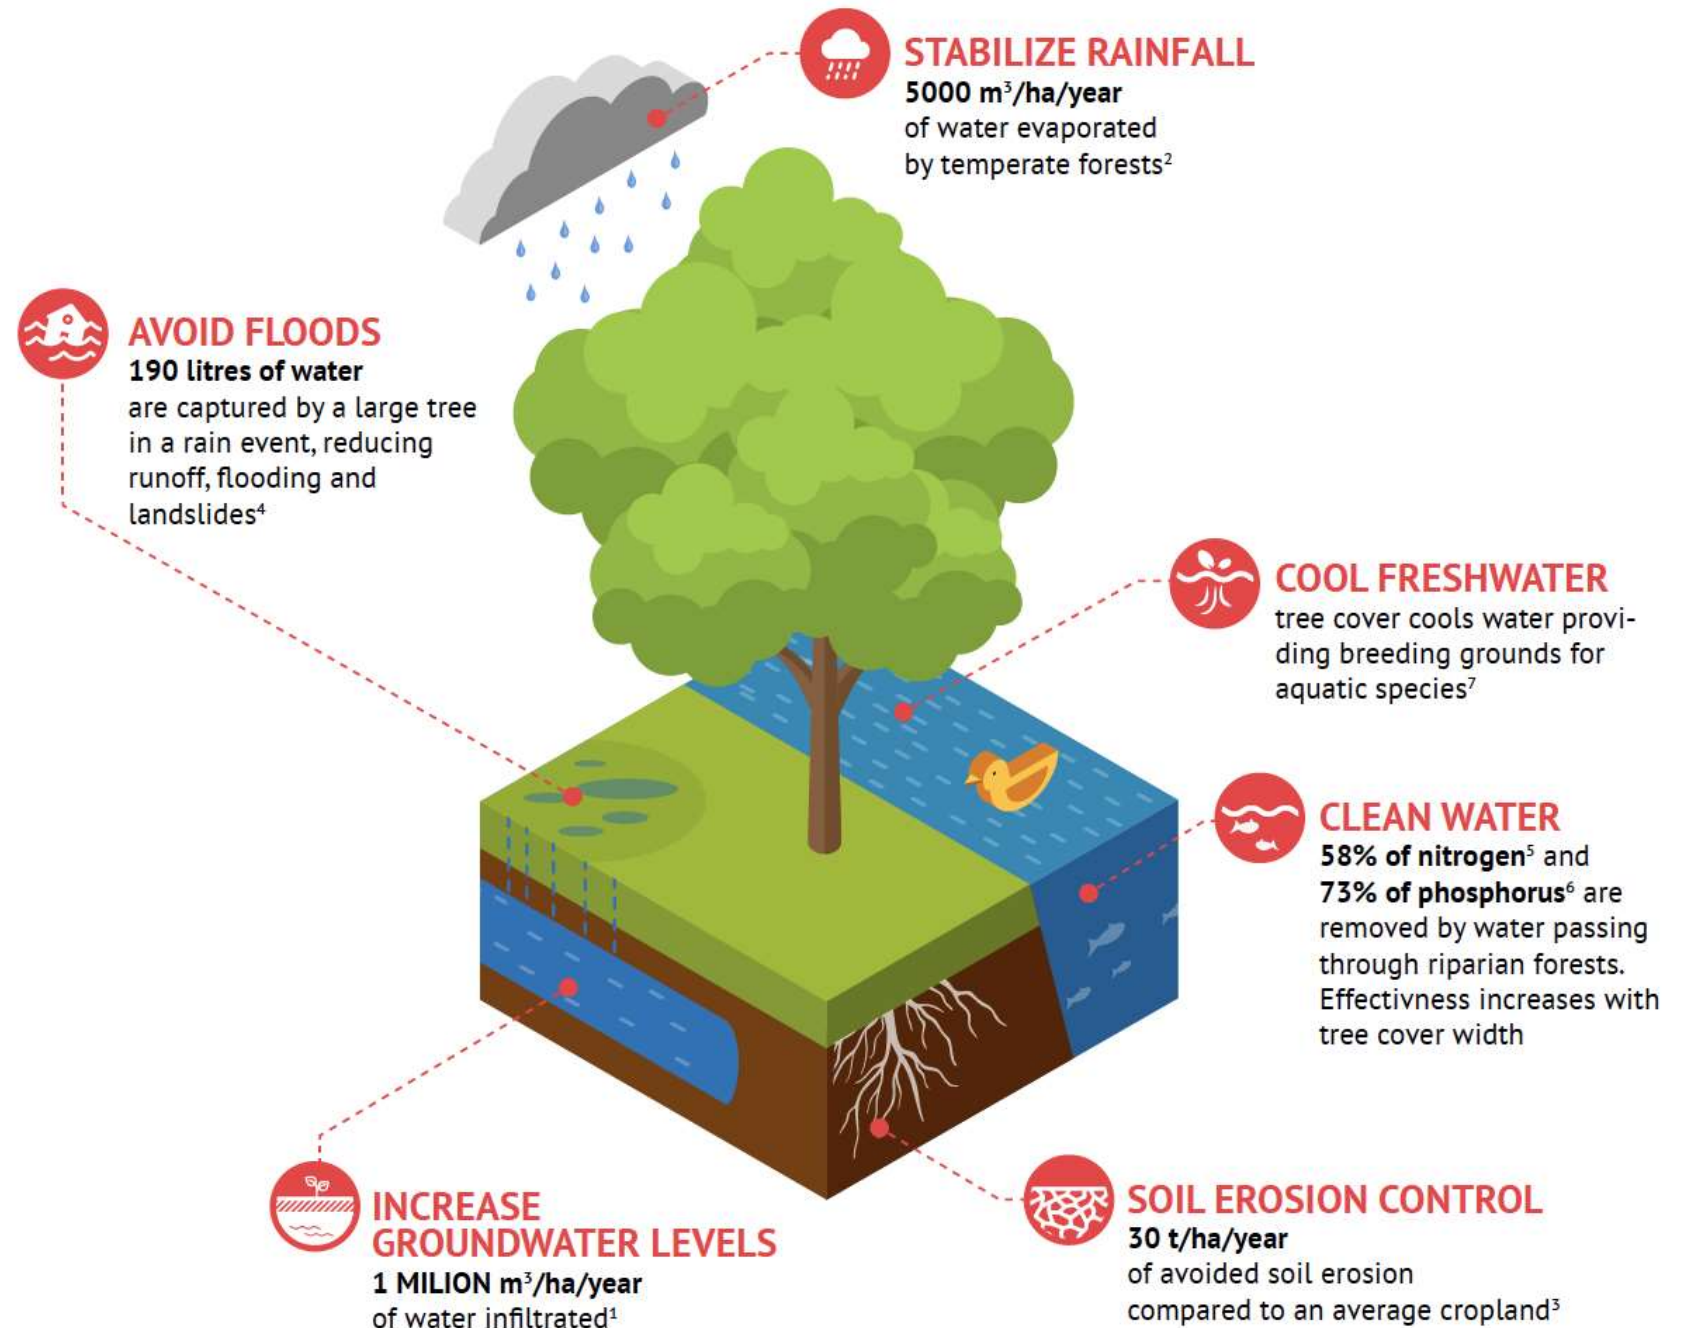 STABILIZE RAINFALL
5000 m³/ha/year
of water evaporated
by temperate forests²
AVOID FLOODS
190 litres of water
are captured by a large tree
in a rain event, reducing
runoff, flooding and
landslides⁴
COOL FRESHWATER
tree cover cools water provi-
ding breeding grounds for
aquatic species⁷
CLEAN WATER
58% of nitrogen⁵ and
73% of phosphorus⁶ are
removed by water passing
through riparian forests.
Effectivness increases with
tree cover width
INCREASE
GROUNDWATER LEVELS
1 MILION m³/ha/year
of water infiltrated¹
SOIL EROSION CONTROL
30 t/ha/year
of avoided soil erosion
compared to an average cropland³